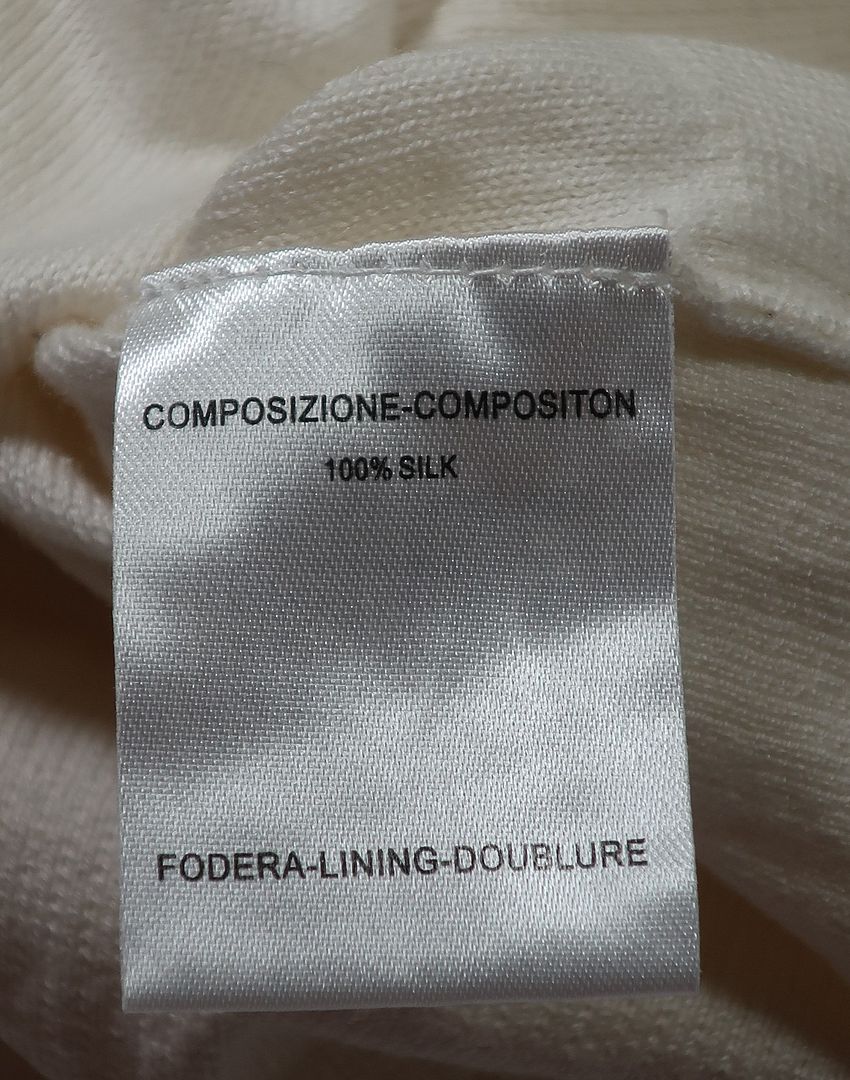 COMPOSIZIONE-COMPOSITON
100% SILK
FODERA-LINING-DOUBLURE